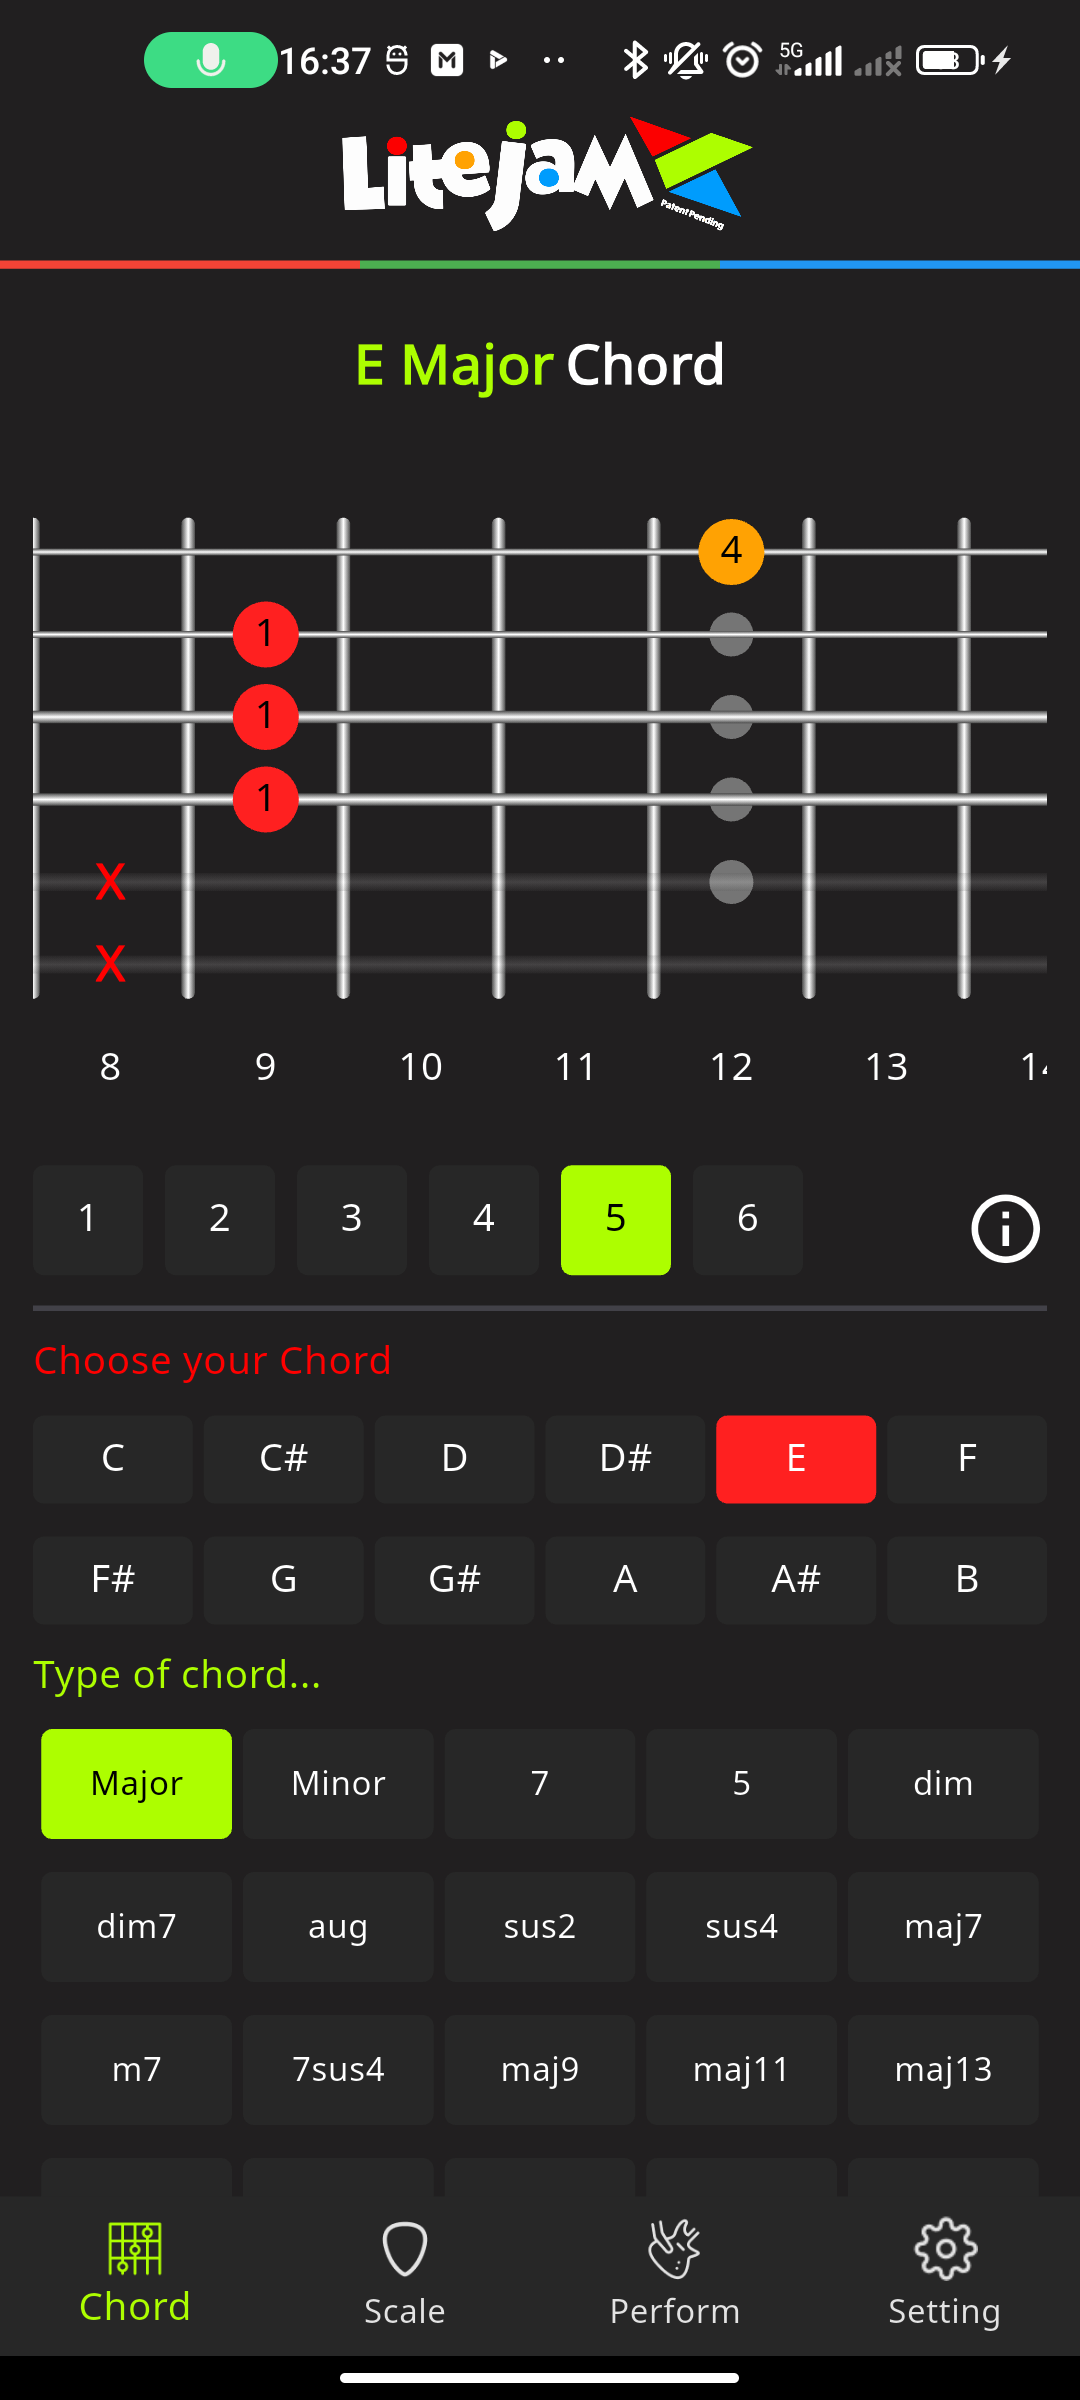 16:37 5G
Litejam
Patent Pending
E Major Chord
4
1
1
1
X
X
8 9 10 11 12 13
1 2 3 4 5 6
Choose your Chord
C C# D D# E F
F# G G# A A# B
Type of chord...
Major Minor 7 5 dim
dim7 aug sus2 sus4 maj7
m7 7sus4 maj9 maj11 maj13
Chord Scale Perform Setting